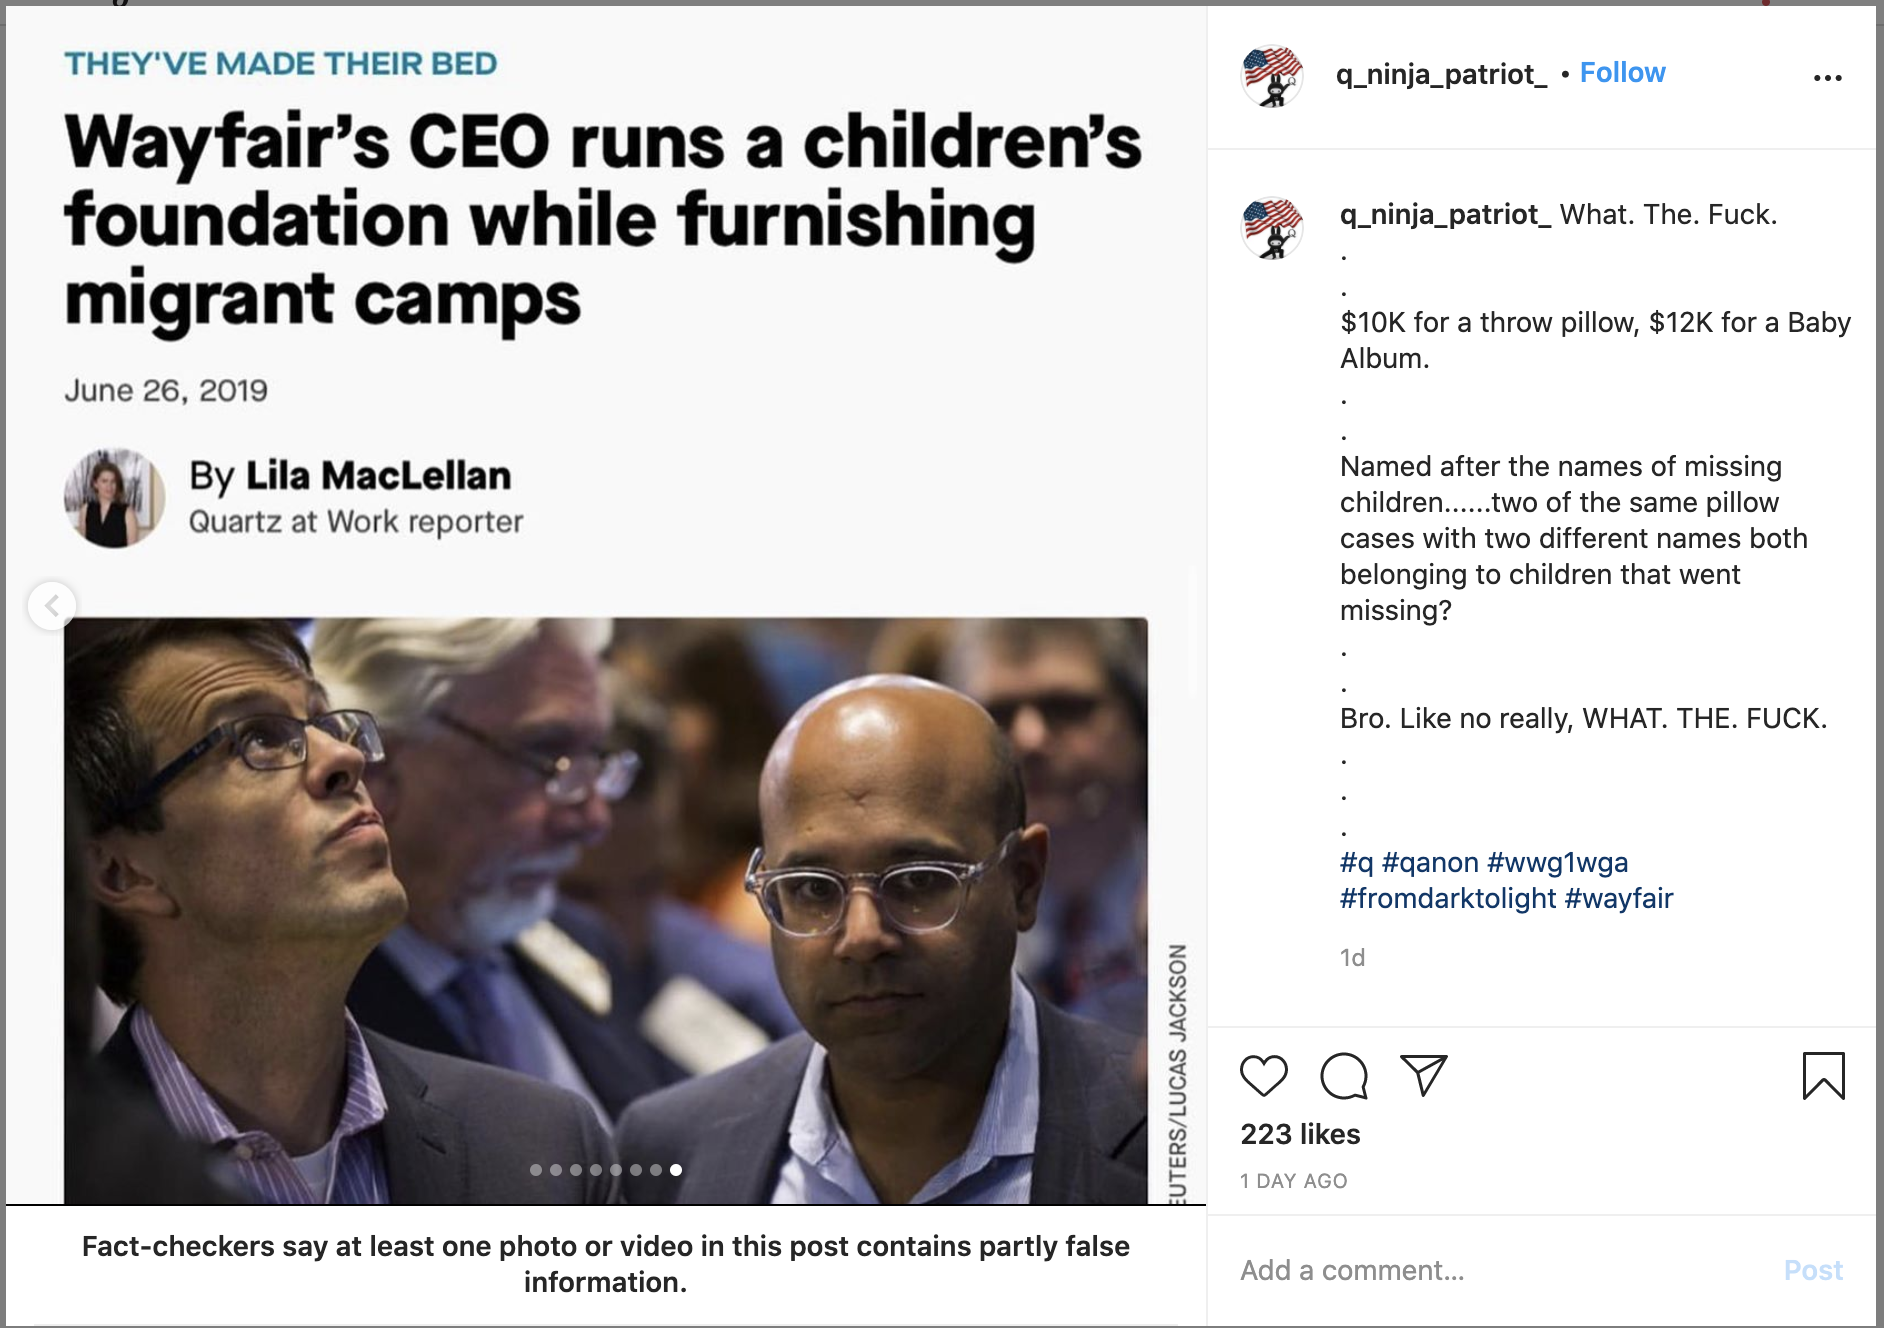 THEY'VE MADE THEIR BED
Wayfair’s CEO runs a children’s
foundation while furnishing
migrant camps
June 26, 2019
By Lila MacLellan
Quartz at Work reporter
EUTERS/LUCAS JACKSON
Fact-checkers say at least one photo or video in this post contains partly false
information.
q_ninja_patriot_ • Follow
q_ninja_patriot_ What. The. Fuck.
.
.
$10K for a throw pillow, $12K for a Baby
Album.
.
.
Named after the names of missing
children......two of the same pillow
cases with two different names both
belonging to children that went
missing?
.
.
Bro. Like no really, WHAT. THE. FUCK.
.
.
.
#q #qanon #wwg1wga
#fromdarktolight #wayfair
1d
223 likes
1 DAY AGO
Add a comment...
Post